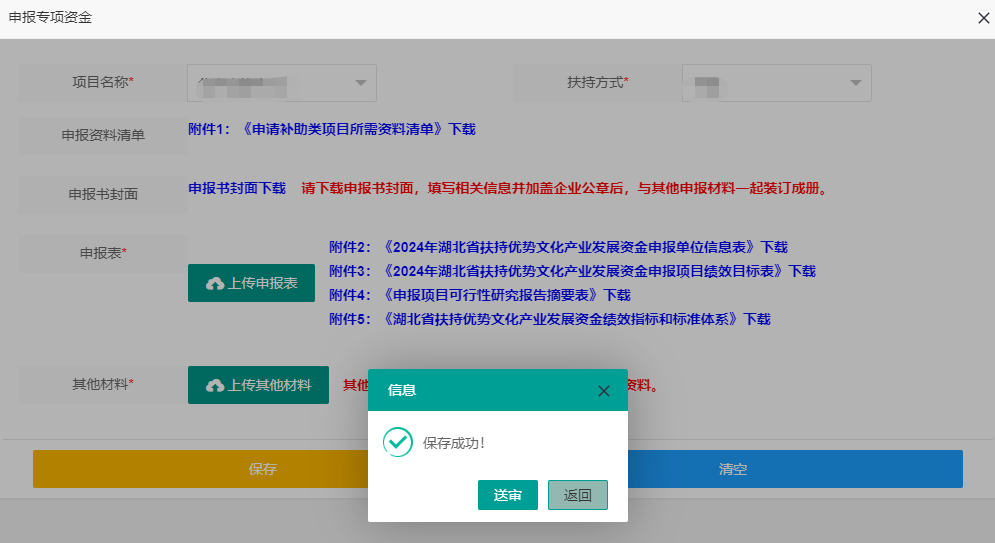 申报专项资金
项目名称*
扶持方式*
申报资料清单
附件1：《申请补助类项目所需资料清单》下载
申报书封面
申报书封面下载 请下载申报书封面，填写相关信息并加盖企业公章后，与其他申报材料一起装订成册。
申报表*
上传申报表
附件2：《2024年湖北省扶持优势文化产业发展资金申报单位信息表》下载
附件3：《2024年湖北省扶持优势文化产业发展资金申报项目绩效目标表》下载
附件4：《申报项目可行性研究报告摘要表》下载
附件5：《湖北省扶持优势文化产业发展资金绩效指标和标准体系》下载
其他材料*
上传其他材料
其他
资料。
信息
保存成功!
送审
返回
保存
清空